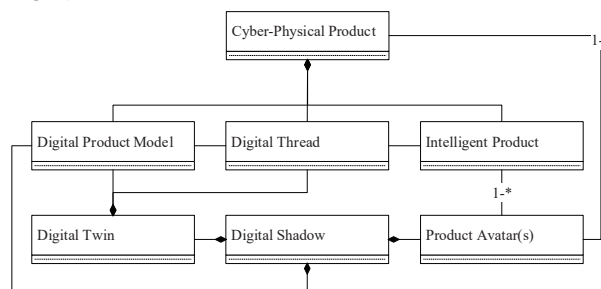 Cyber-Physical Product
1-
Digital Product Model
Digital Thread
Intelligent Product
1-*
Digital Twin
Digital Shadow
Product Avatar(s)